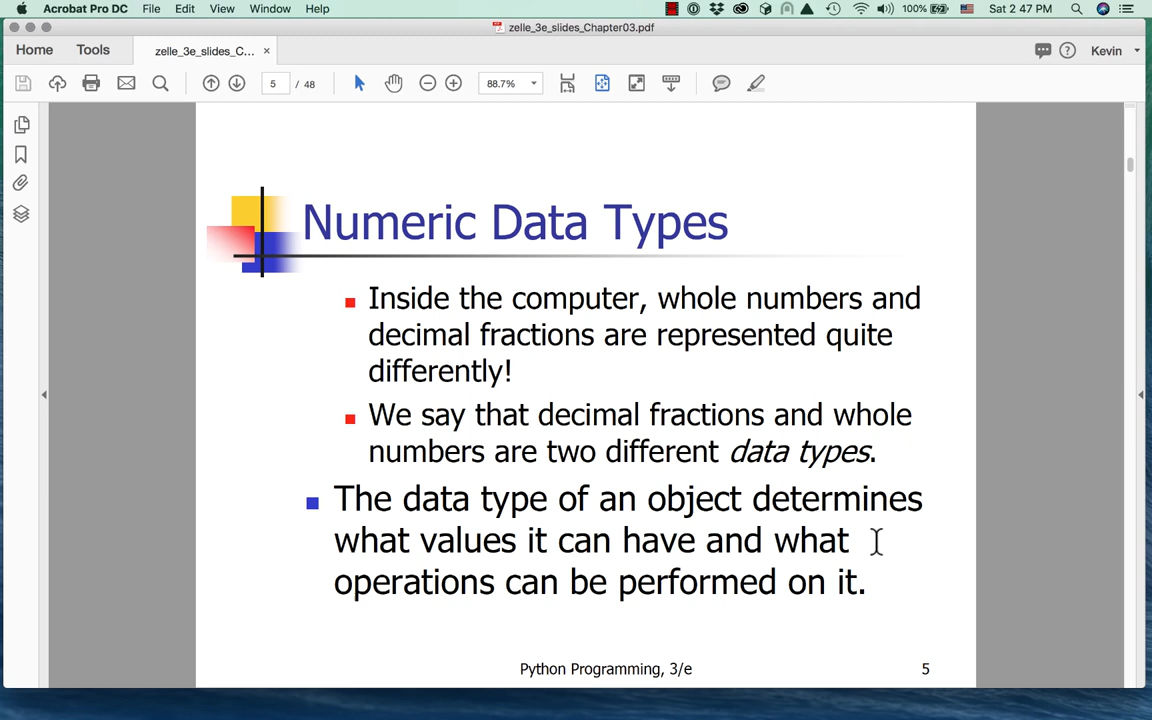 Acrobat Pro DC File Edit View Window Help 100% Sat 2 47 PM
zelle_3e_slides_Chapter03.pdf
Home Tools zelle_3e_slides_C... × Kevin
5 / 48 88.7%
Numeric Data Types
Inside the computer, whole numbers and
decimal fractions are represented quite
differently!
We say that decimal fractions and whole
numbers are two different data types.
The data type of an object determines
what values it can have and what
operations can be performed on it.
Python Programming, 3/e 5